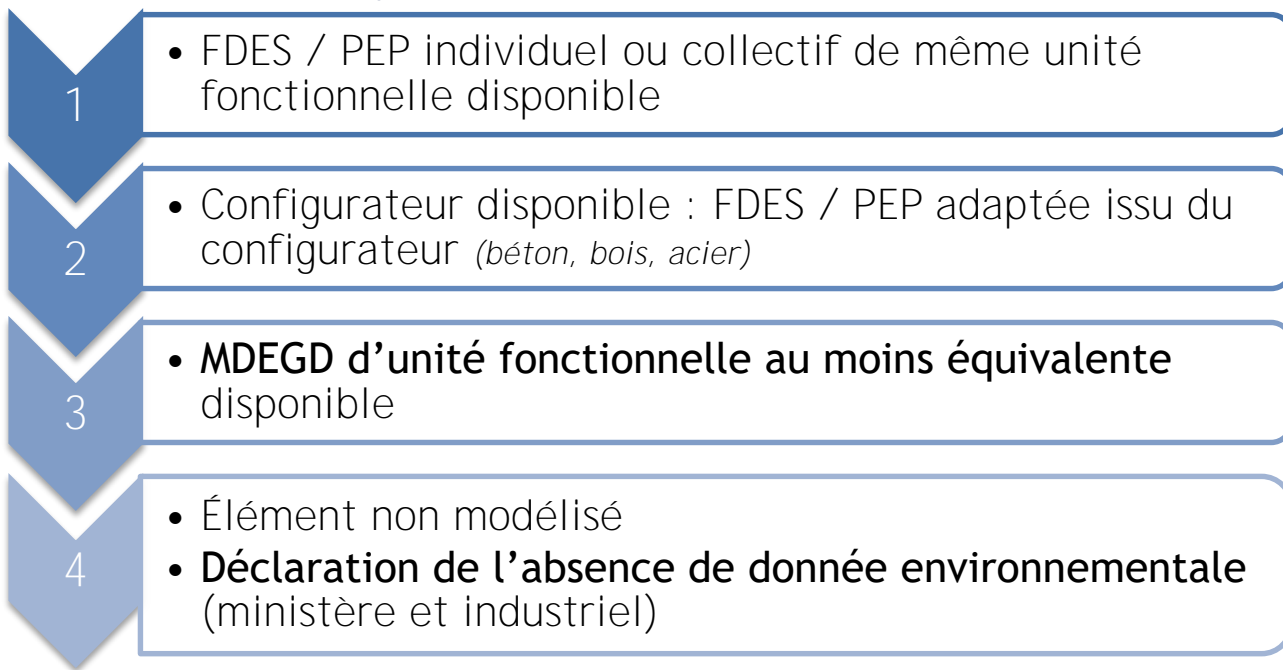 1
• FDES / PEP individuel ou collectif de même unité
fonctionnelle disponible
2
• Configurateur disponible : FDES / PEP adaptée issu du
configurateur (béton, bois, acier)
3
• MDEGD d’unité fonctionnelle au moins équivalente
disponible
4
• Élément non modélisé
• Déclaration de l’absence de donnée environnementale
(ministère et industriel)